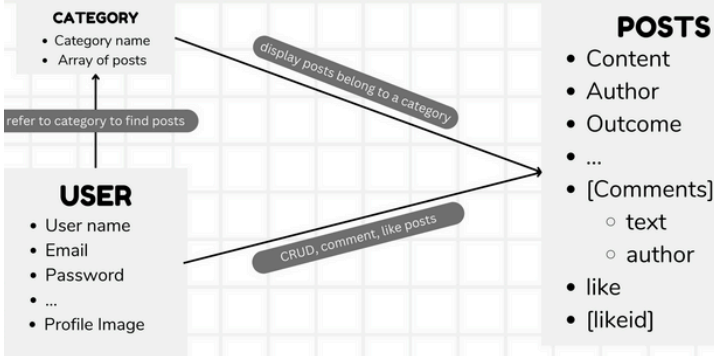 CATEGORY
Category name
Array of posts
refer to category to find posts
USER
User name
Email
Password
...
Profile Image
display posts belong to a category
CRUD, comment, like posts
POSTS
Content
Author
Outcome
...
[Comments]
text
author
like
[likeid]